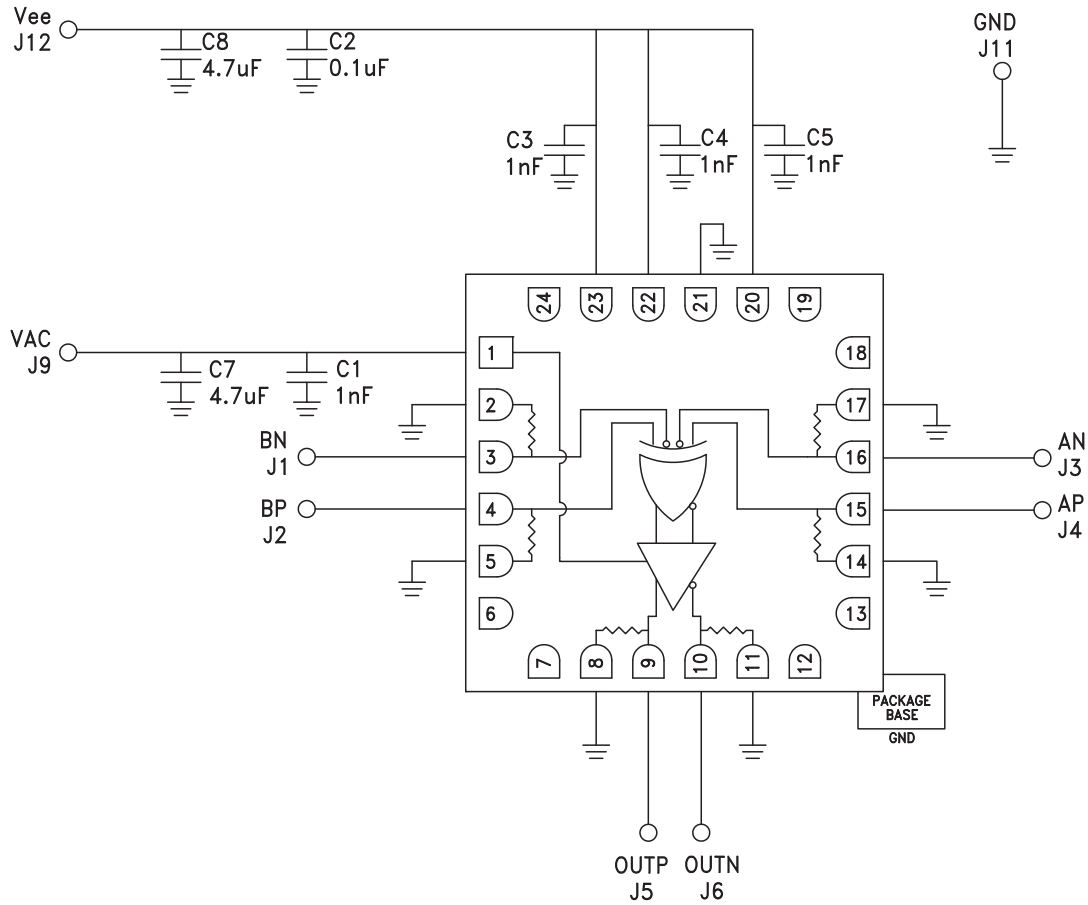 Vee
J12
C8
4.7uF
C2
0.1uF
GND
J11
C3
1nF
C4
1nF
C5
1nF
24
23
22
21
20
19
VAC
J9
C7
4.7uF
C1
1nF
1
18
2
17
BN
J1
3
16
AN
J3
BP
J2
4
15
AP
J4
5
14
6
13
7
8
9
10
11
12
PACKAGE
BASE
GND
OUTP
J5
OUTN
J6